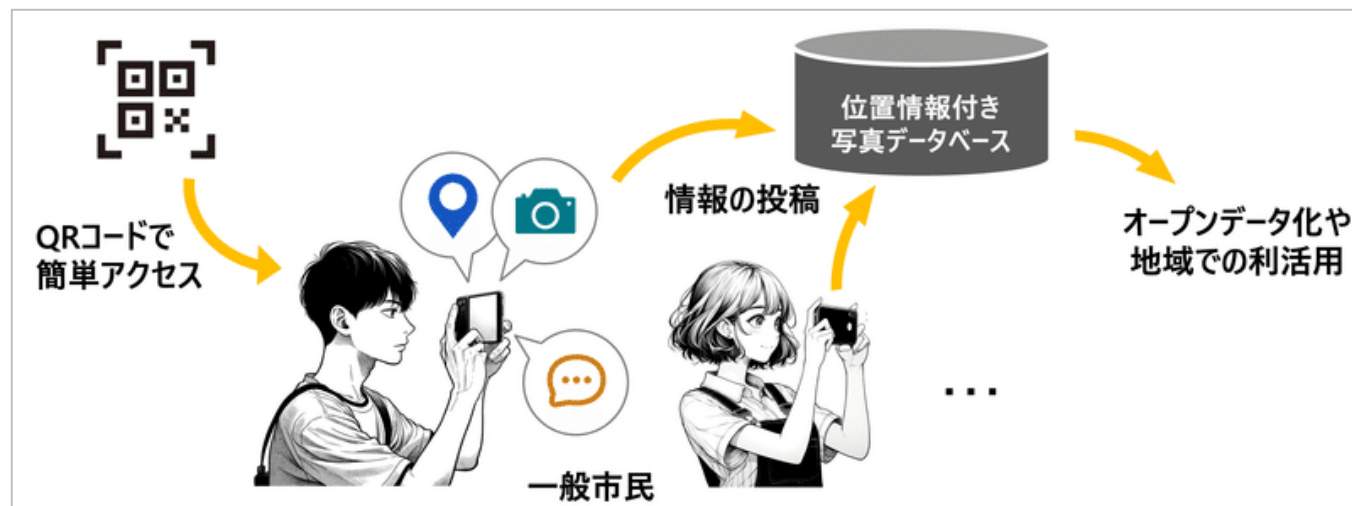 QRコードで
簡単アクセス
一般市民
情報の投稿
位置情報付き
写真データベース
オープンデータ化や
地域での利活用
...